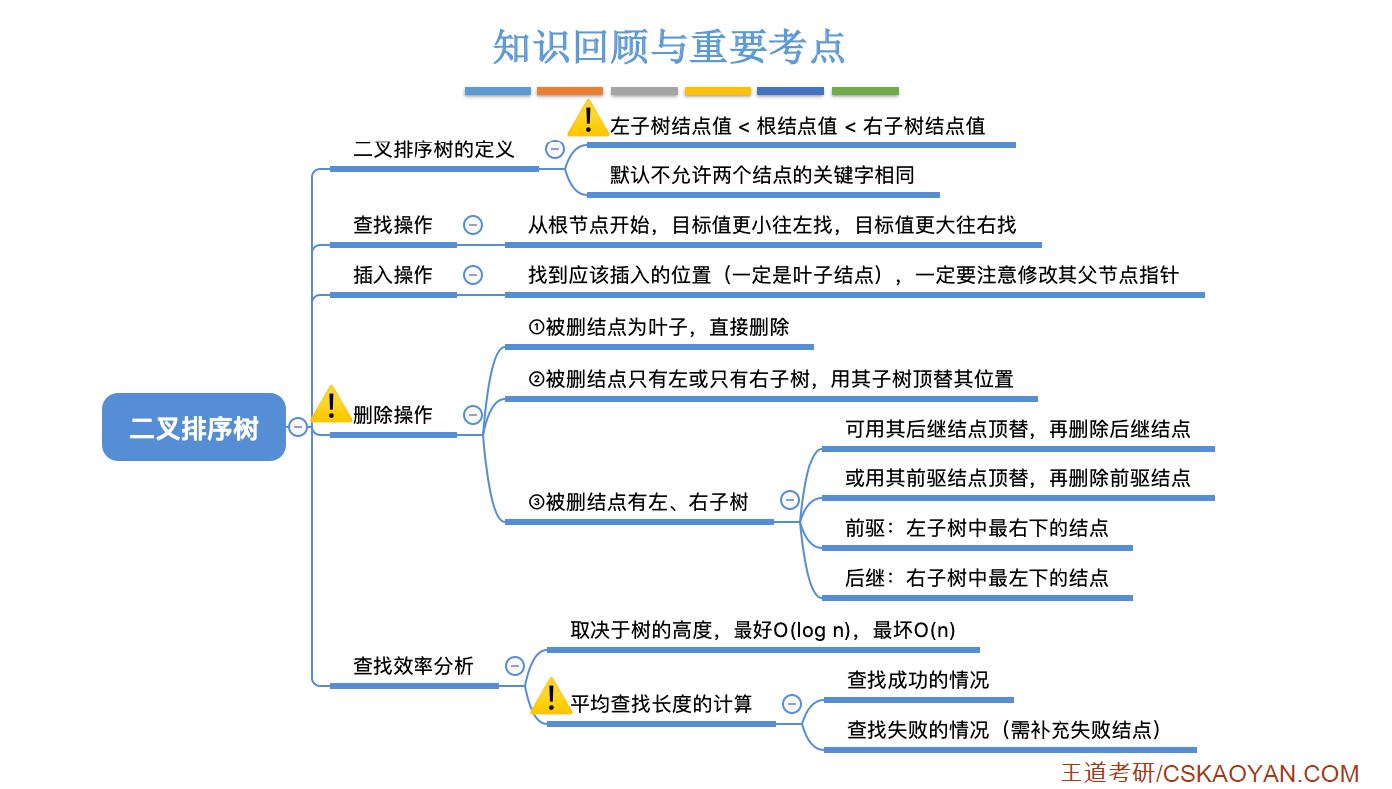 知识回顾与重要考点
二叉排序树
二叉排序树的定义
左子树结点值 < 根结点值 < 右子树结点值
默认不允许两个结点的关键字相同
查找操作
从根节点开始，目标值更小往左找，目标值更大往右找
插入操作
找到应该插入的位置（一定是叶子结点），一定要注意修改其父节点指针
删除操作
①被删结点为叶子，直接删除
②被删结点只有左或只有右子树，用其子树顶替其位置
③被删结点有左、右子树
可用其后继结点顶替，再删除后继结点
或用其前驱结点顶替，再删除前驱结点
前驱：左子树中最右下的结点
后继：右子树中最左下的结点
查找效率分析
取决于树的高度，最好O(log n)，最坏O(n)
平均查找长度的计算
查找成功的情况
查找失败的情况（需补充失败结点）
王道考研/CSKAOYAN.COM